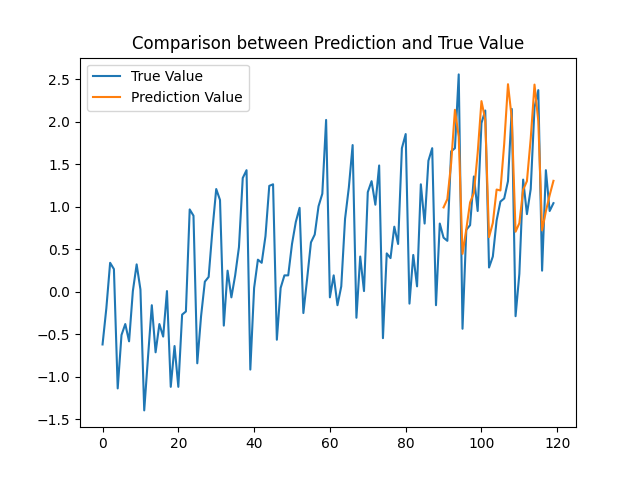 Comparison between Prediction and True Value
True Value
Prediction Value
2.5
2.0
1.5
1.0
0.5
0.0
−0.5
−1.0
−1.5
0 20 40 60 80 100 120